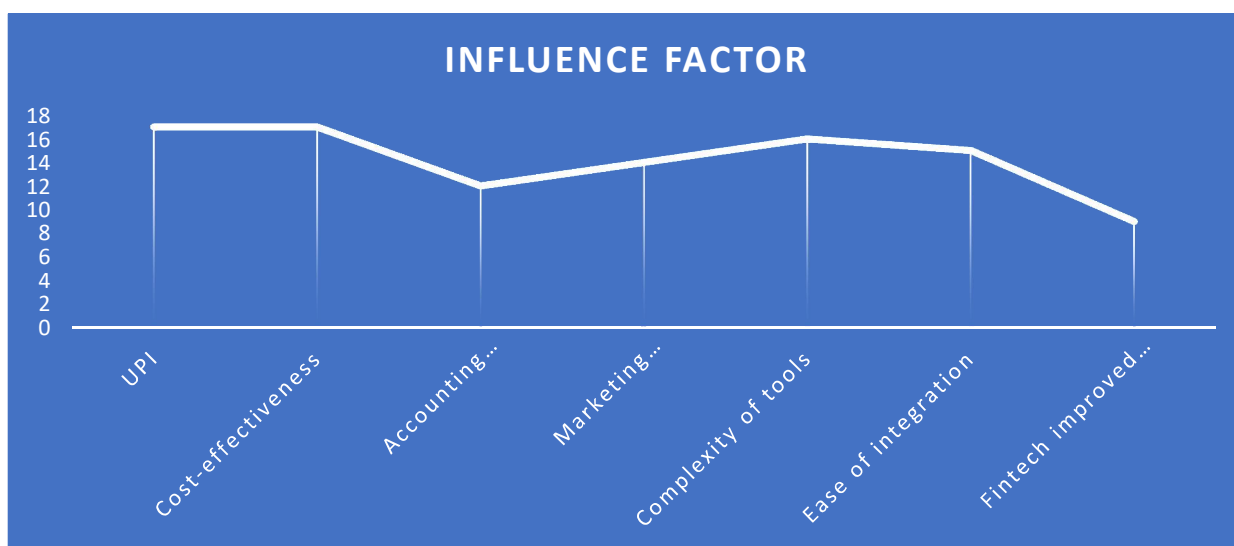 INFLUENCE FACTOR
18
16
14
12
10
8
6
4
2
0
UPI
Cost-effectiveness
Accounting…
Marketing…
Complexity of tools
Ease of integration
Fintech improved…